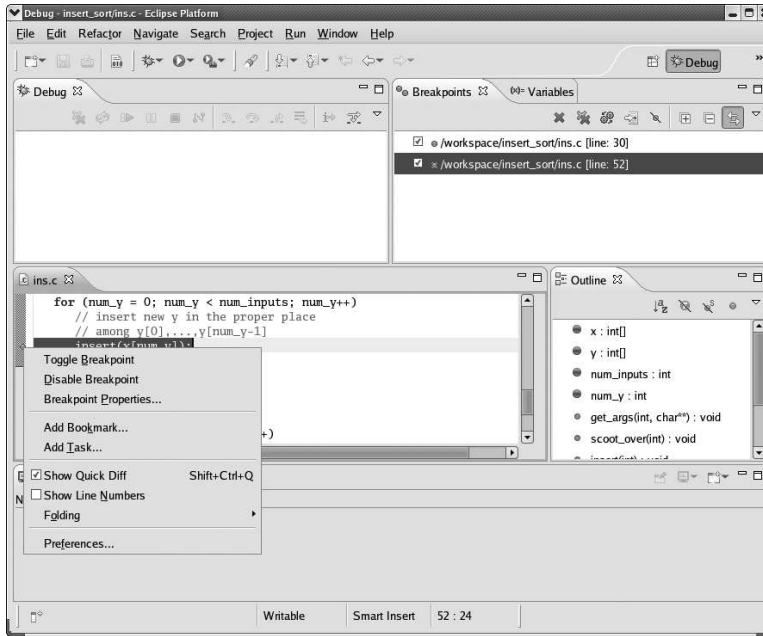 Debug - insert_sort/ins.c - Eclipse Platform
File Edit Refactor Navigate Search Project Run Window Help
Debug
Debug
Breakpoints (x)= Variables
/workspace/insert_sort/ins.c [line: 30]
/workspace/insert_sort/ins.c [line: 52]
ins.c
for (num_y = 0; num_y < num_inputs; num_y++)
// insert new y in the proper place
// among y[0],...,y[num_y-1]
insert(x[num_y]);
Toggle Breakpoint
Disable Breakpoint
Breakpoint Properties...
Add Bookmark...
+)
Add Task...
Show Quick Diff Shift+Ctrl+Q
Show Line Numbers
Folding
Preferences...
Outline
x : int[]
y : int[]
num_inputs : int
num_y : int
get_args(int, char**) : void
scoot_over(int) : void
insert(int) : void
N
Writable Smart Insert 52 : 24